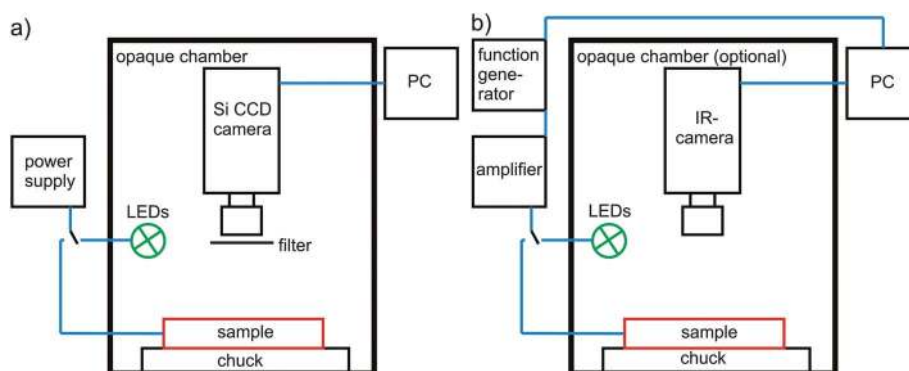 a)
opaque chamber
Si CCD
camera
PC
power
supply
LEDs
filter
sample
chuck
b)
function
gene-
rator
opaque chamber (optional)
IR-
camera
PC
amplifier
LEDs
sample
chuck